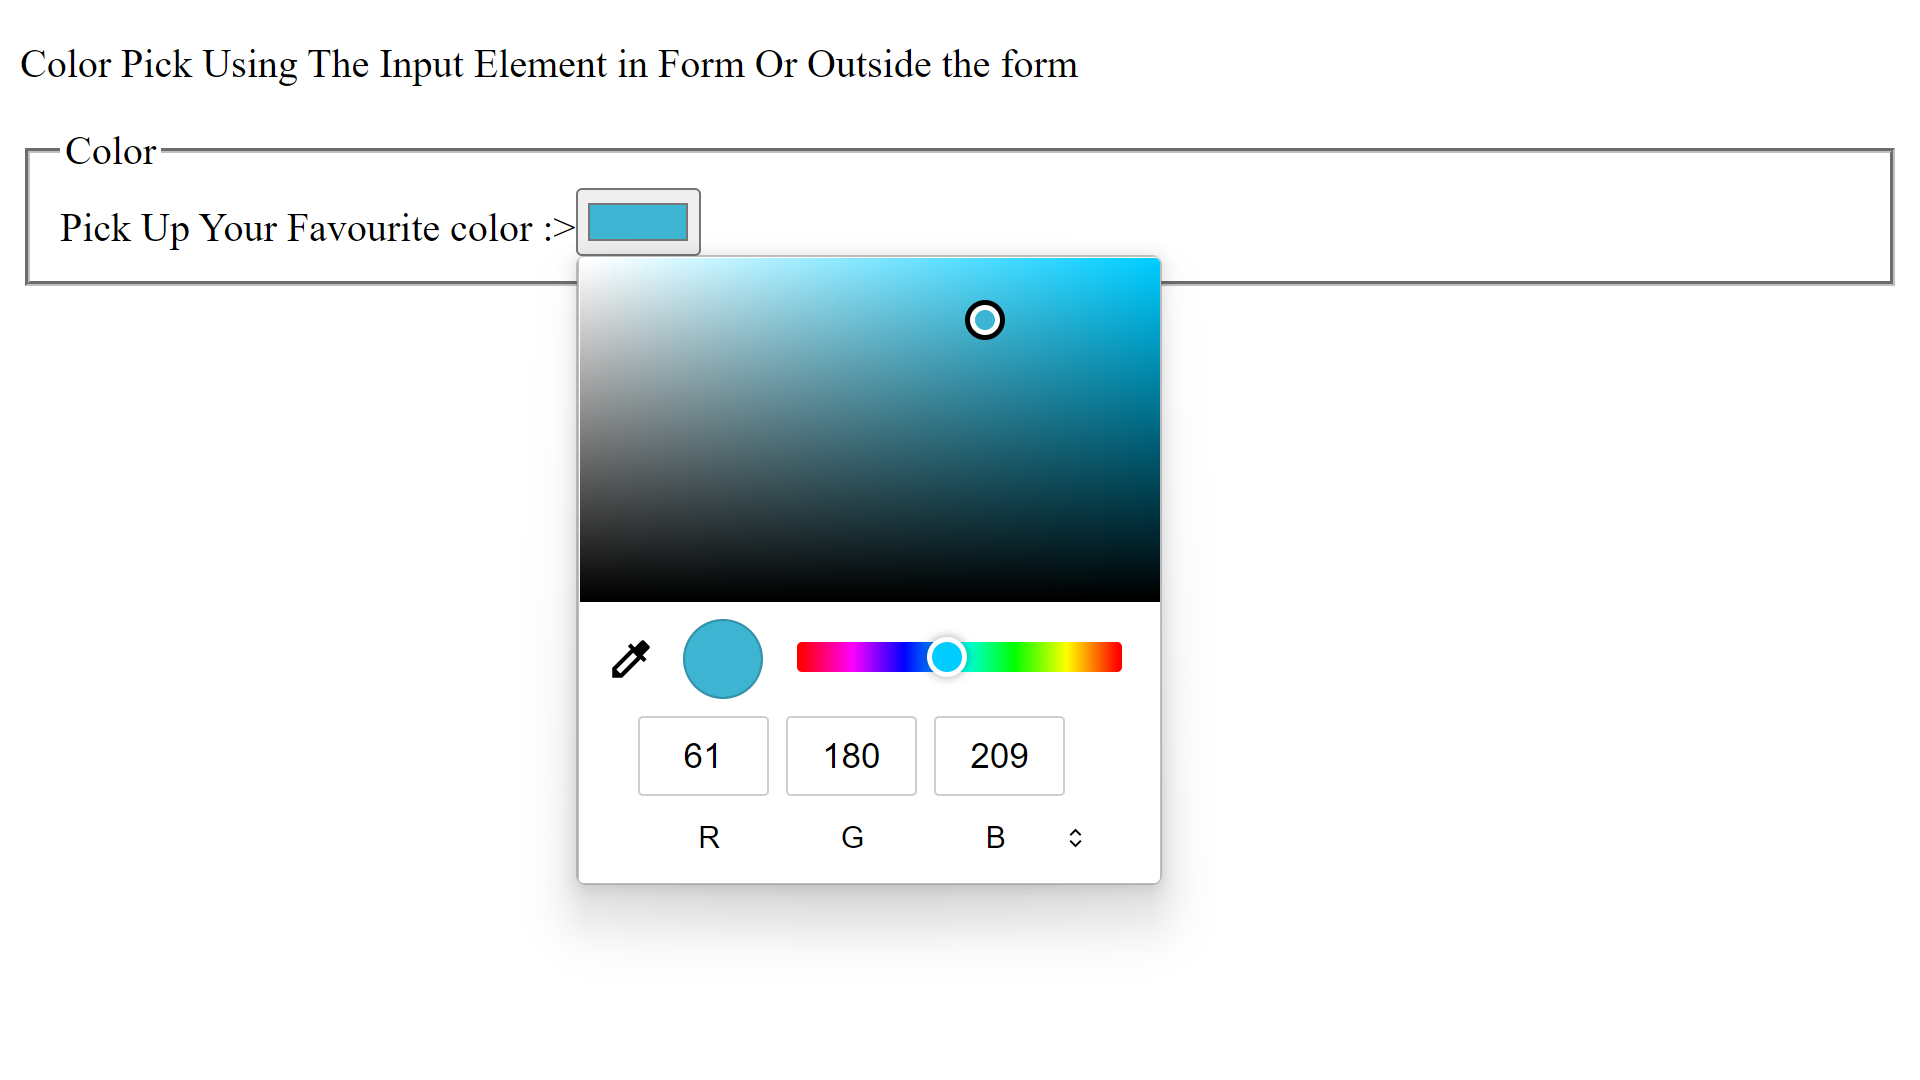 Color Pick Using The Input Element in Form Or Outside the form
Color
Pick Up Your Favourite color :>
61 180 209
R G B